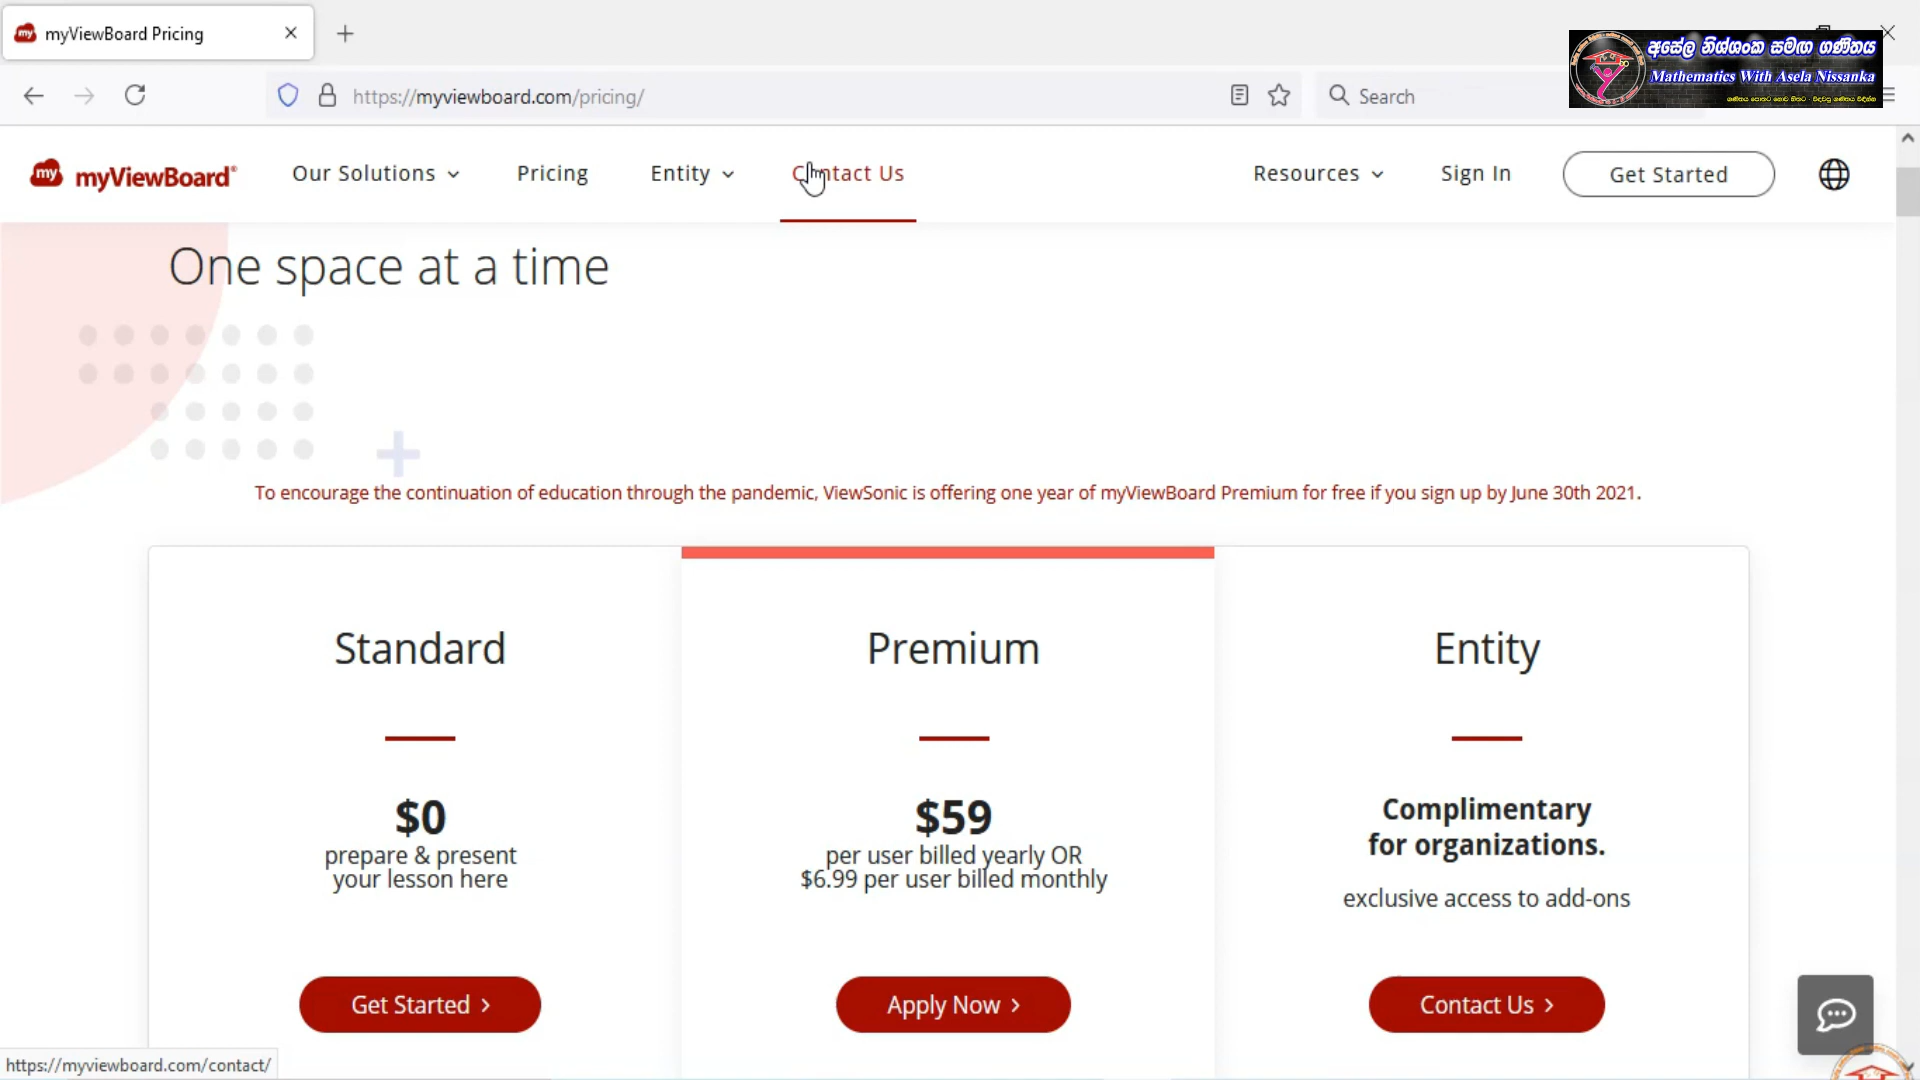 myViewBoard Pricing
https://myviewboard.com/pricing/
Search
අසේල නිශ්ශංක සමඟ ගණිතය
Mathematics With Asela Nissanka
my myViewBoard®
Our Solutions
Pricing
Entity
Contact Us
Resources
Sign In
Get Started
One space at a time
To encourage the continuation of education through the pandemic, ViewSonic is offering one year of myViewBoard Premium for free if you sign up by June 30th 2021.
Standard
$0
prepare & present
your lesson here
Get Started
Premium
$59
per user billed yearly OR
$6.99 per user billed monthly
Apply Now
Entity
Complimentary
for organizations.
exclusive access to add-ons
Contact Us
https://myviewboard.com/contact/